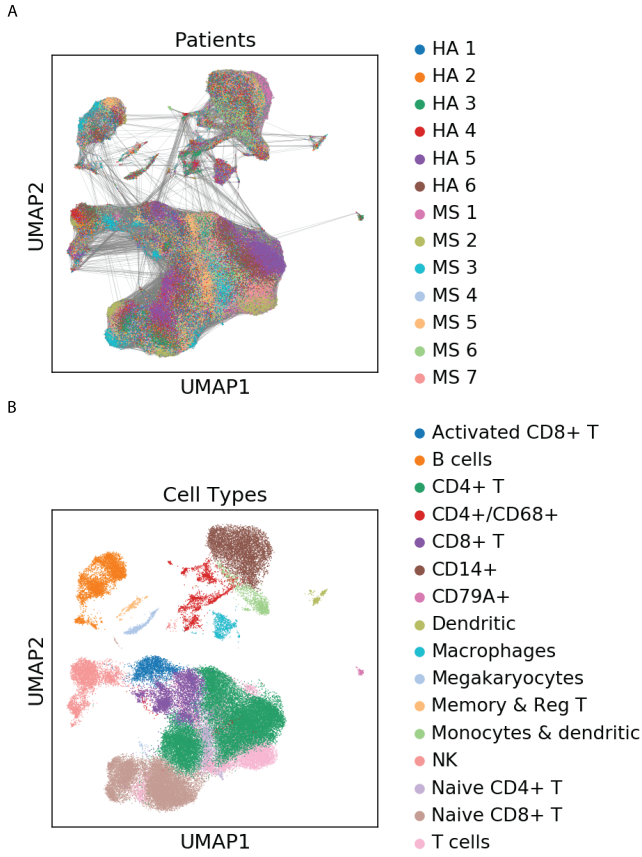 A
Patients
UMAP2
UMAP1
HA 1
HA 2
HA 3
HA 4
HA 5
HA 6
MS 1
MS 2
MS 3
MS 4
MS 5
MS 6
MS 7
B
Cell Types
UMAP2
UMAP1
Activated CD8+ T
B cells
CD4+ T
CD4+/CD68+
CD8+ T
CD14+
CD79A+
Dendritic
Macrophages
Megakaryocytes
Memory & Reg T
Monocytes & dendritic
NK
Naive CD4+ T
Naive CD8+ T
T cells